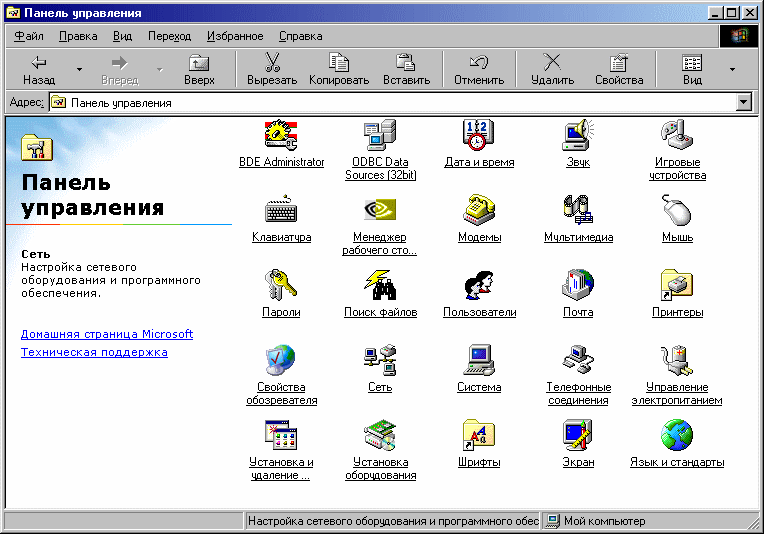 Панель управления
Файл Правка Вид Переход Избранное Справка
Назад Вперед Вверх Вырезать Копировать Вставить Отменить Удалить Свойства Вид
Адрес: Панель управления
Панель
управления
Сеть
Настройка сетевого
оборудования и программного
обеспечения.
Домашняя страница Microsoft
Техническая поддержка
BDE Administrator
ODBC Data
Sources (32bit)
Дата и время
Звук
Игровые
устройства
Клавиатура
Менеджер
рабочего сто...
Модемы
Мультимедиа
Мышь
Пароли
Поиск файлов
Пользователи
Почта
Принтеры
Свойства
обозревателя
Сеть
Система
Телефонные
соединения
Управление
электропитанием
Установка и
удаление ...
Установка
оборудования
Шрифты
Экран
Язык и стандарты
Настройка сетевого оборудования и программного обес
Мой компьютер